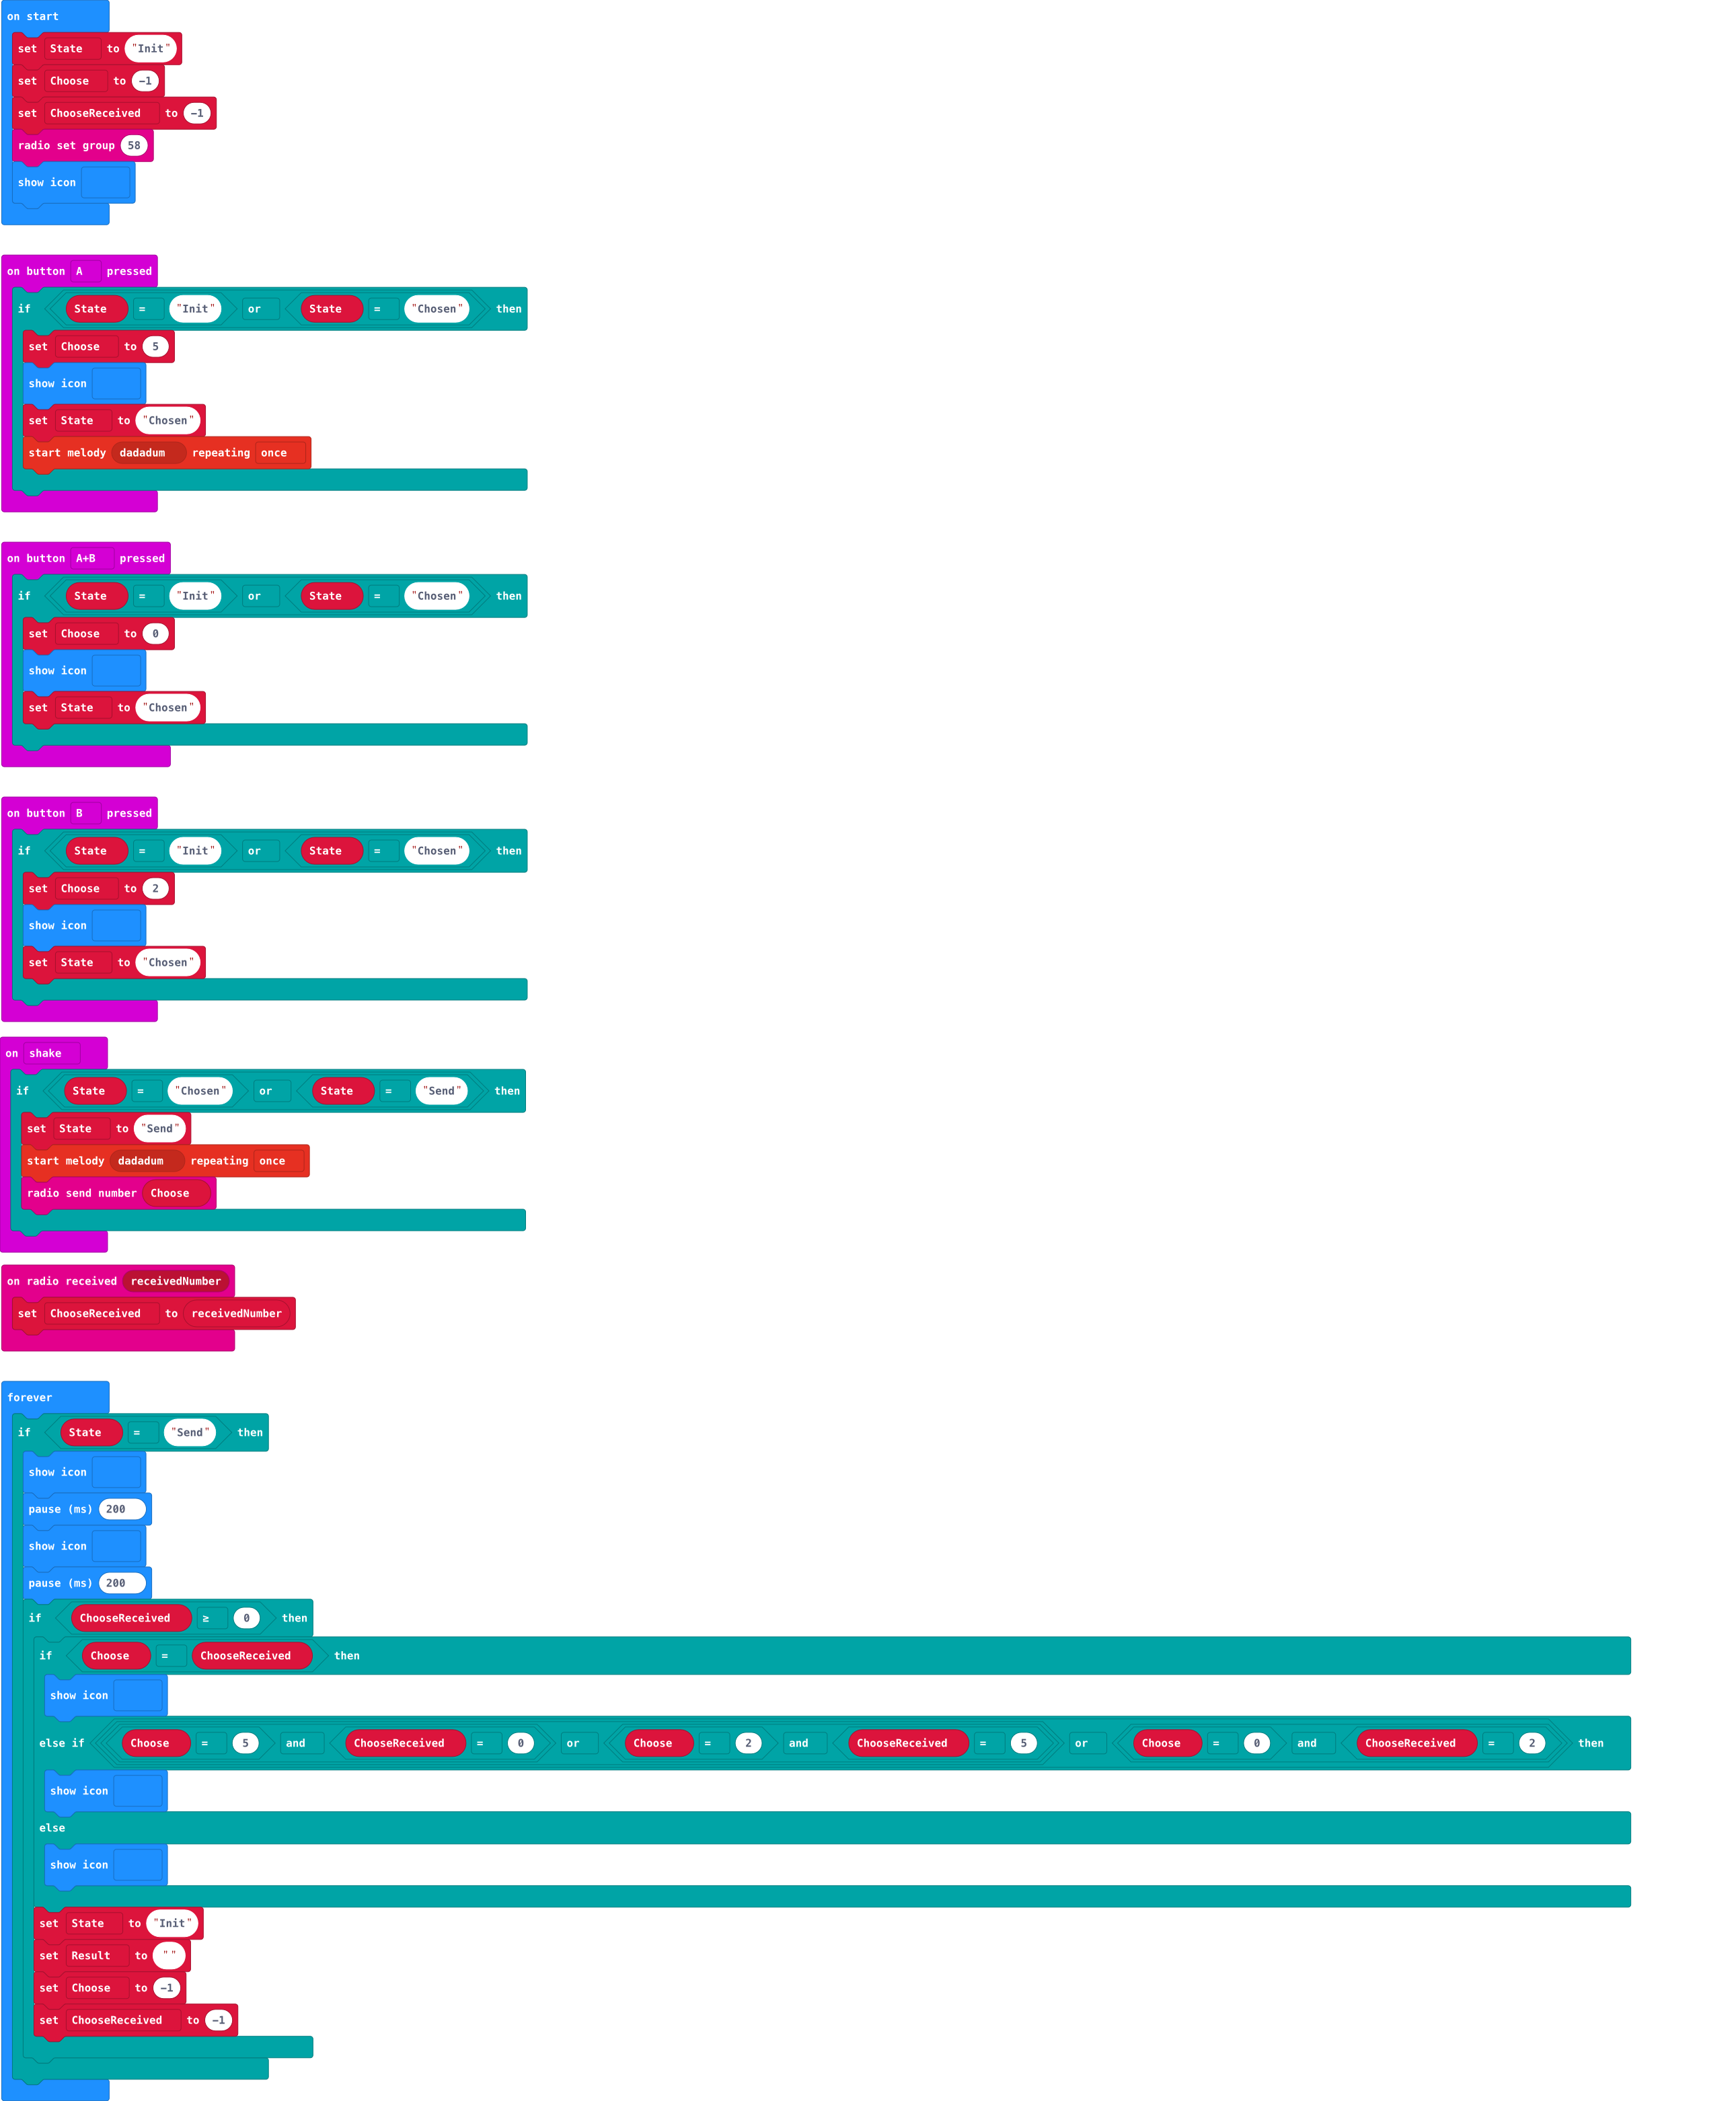 on start
set State to "Init"
set Choose to -1
set ChooseReceived to -1
radio set group 58
show icon
on button A pressed
if State = "Init" or State = "Chosen" then
set Choose to 5
show icon
set State to "Chosen"
start melody dadadum repeating once
on button A+B pressed
if State = "Init" or State = "Chosen" then
set Choose to 0
show icon
set State to "Chosen"
on button B pressed
if State = "Init" or State = "Chosen" then
set Choose to 2
show icon
set State to "Chosen"
on shake
if State = "Chosen" or State = "Send" then
set State to "Send"
start melody dadadum repeating once
radio send number Choose
on radio received receivedNumber
set ChooseReceived to receivedNumber
forever
if State = "Send" then
show icon
pause (ms) 200
show icon
pause (ms) 200
if ChooseReceived ≥ 0 then
if Choose = ChooseReceived then
show icon
else if Choose = 5 and ChooseReceived = 0 or Choose = 2 and ChooseReceived = 5 or Choose = 0 and ChooseReceived = 2 then
show icon
else
show icon
set State to "Init"
set Result to ""
set Choose to -1
set ChooseReceived to -1